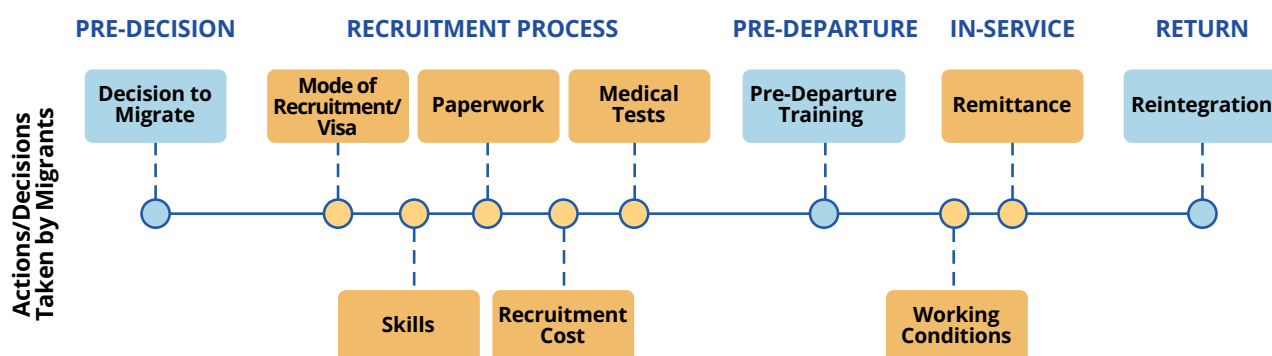 PRE-DECISION
RECRUITMENT PROCESS
PRE-DEPARTURE
IN-SERVICE
RETURN
Actions/Decisions
Taken by Migrants
Decision to
Migrate
Mode of
Recruitment/
Visa
Paperwork
Medical
Tests
Pre-Departure
Training
Remittance
Reintegration
Skills
Recruitment
Cost
Working
Conditions